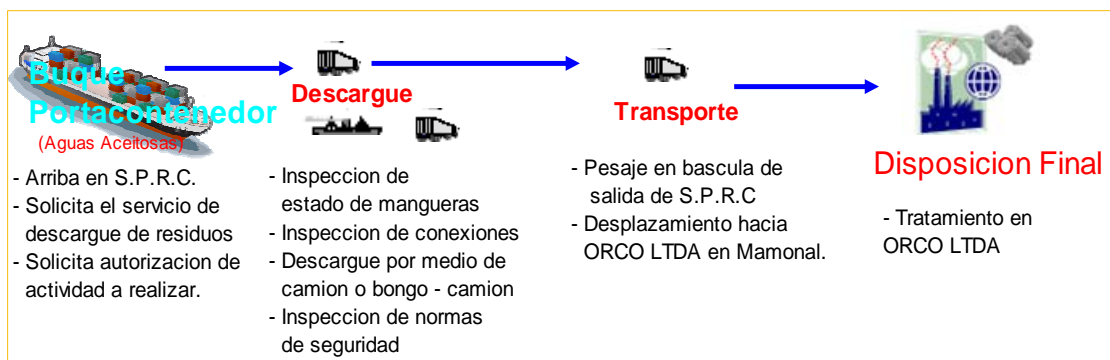 Buque
Portacontenedor
(Aguas Aceitosas)
- Arriba en S.P.R.C.
- Solicita el servicio de
descargue de residuos
- Solicita autorizacion de
actividad a realizar.
Descargue
- Inspeccion de
estado de mangueras
- Inspeccion de conexiones
- Descargue por medio de
camion o bongo - camion
- Inspeccion de normas
de seguridad
Transporte
- Pesaje en bascula de
salida de S.P.R.C
- Desplazamiento hacia
ORCO LTDA en Mamonal.
Disposicion Final
- Tratamiento en
ORCO LTDA